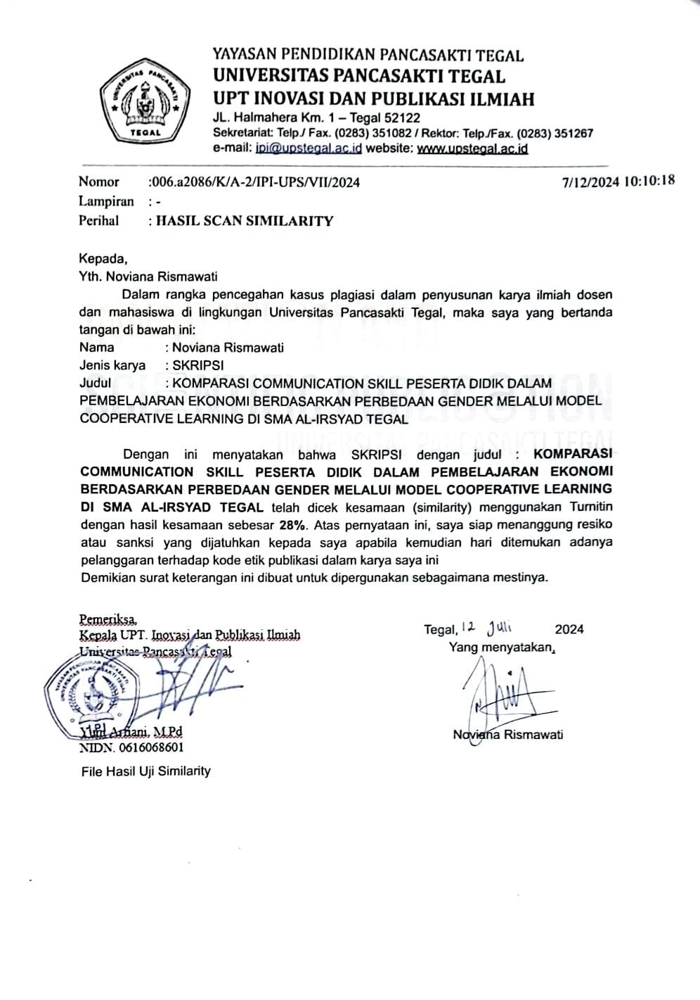 YAYASAN PENDIDIKAN PANCASAKTI TEGAL
UNIVERSITAS PANCASAKTI TEGAL
UPT INOVASI DAN PUBLIKASI ILMIAH
JL. Halmahera Km. 1 – Tegal 52122
Sekretariat: Telp./ Fax. (0283) 351082 / Rektor: Telp./Fax. (0283) 351267
e-mail: ipi@upstegal.ac.id website: www.upstegal.ac.id
UNIVERSITAS PANCASAKTI
TEGAL
Nomor :006.a2086/K/A-2/IPI-UPS/VII/2024 7/12/2024 10:10:18
Lampiran : -
Perihal : HASIL SCAN SIMILARITY
Kepada,
Yth. Noviana Rismawati
Dalam rangka pencegahan kasus plagiasi dalam penyusunan karya ilmiah dosen
dan mahasiswa di lingkungan Universitas Pancasakti Tegal, maka saya yang bertanda
tangan di bawah ini:
Nama : Noviana Rismawati
Jenis karya : SKRIPSI
Judul : KOMPARASI COMMUNICATION SKILL PESERTA DIDIK DALAM
PEMBELAJARAN EKONOMI BERDASARKAN PERBEDAAN GENDER MELALUI MODEL
COOPERATIVE LEARNING DI SMA AL-IRSYAD TEGAL
UNIVERSITAS PANCASAKTI TEGAL
Dengan ini menyatakan bahwa SKRIPSI dengan judul : KOMPARASI
COMMUNICATION SKILL PESERTA DIDIK DALAM PEMBELAJARAN EKONOMI
BERDASARKAN PERBEDAAN GENDER MELALUI MODEL COOPERATIVE LEARNING
DI SMA AL-IRSYAD TEGAL telah dicek kesamaan (similarity) menggunakan Turnitin
dengan hasil kesamaan sebesar 28%. Atas pernyataan ini, saya siap menanggung resiko
atau sanksi yang dijatuhkan kepada saya apabila kemudian hari ditemukan adanya
pelanggaran terhadap kode etik publikasi dalam karya saya ini
Demikian surat keterangan ini dibuat untuk dipergunakan sebagaimana mestinya.
Pemeriksa,
Kepala UPT. Inovasi dan Publikasi Ilmiah
Universitas Pancasakti Tegal
M.Pd
NIDN. 0616068601
File Hasil Uji Similarity
Tegal, 12 Juli 2024
Yang menyatakan,
Noviana Rismawati